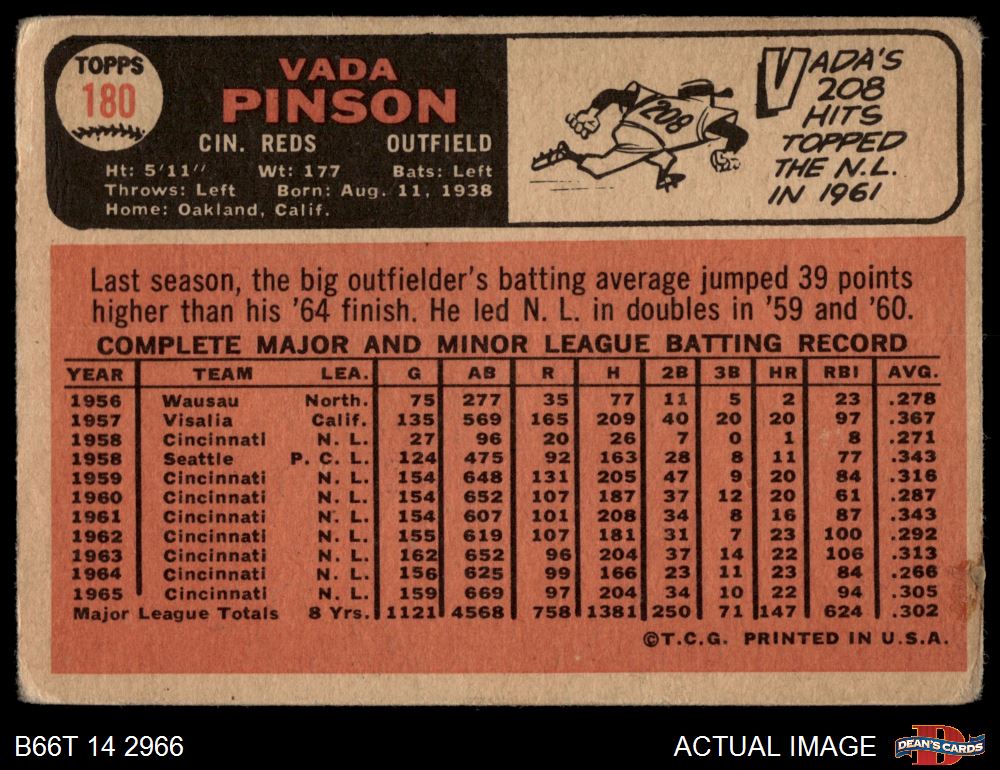 TOPPS
180
VADA
PINSON
CIN. REDS OUTFIELD
Ht: 5'11" Wt: 177 Bats: Left
Throws: Left Born: Aug. 11, 1938
Home: Oakland, Calif.
208
VADA'S
208
HITS
TOPPED
THE N.L.
IN 1961
Last season, the big outfielder's batting average jumped 39 points
higher than his '64 finish. He led N. L. in doubles in '59 and '60.
COMPLETE MAJOR AND MINOR LEAGUE BATTING RECORD
YEAR TEAM LEA. G AB R H 2B 3B HR RBI AVG.
1956 Wausau North. 75 277 35 77 11 5 2 23 .278
1957 Visalia Calif. 135 569 165 209 40 20 20 97 .367
1958 Cincinnati N. L. 27 96 20 26 7 0 1 8 .271
1958 Seattle P. C. L. 124 475 92 163 28 8 11 77 .343
1959 Cincinnati N. L. 154 648 131 205 47 9 20 84 .316
1960 Cincinnati N. L. 154 652 107 187 37 12 20 61 .287
1961 Cincinnati N. L. 154 607 101 208 34 8 16 87 .343
1962 Cincinnati N. L. 155 619 107 181 31 7 23 100 .292
1963 Cincinnati N. L. 162 652 96 204 37 14 22 106 .313
1964 Cincinnati N. L. 156 625 99 166 23 11 23 84 .266
1965 Cincinnati N. L. 159 669 97 204 34 10 22 94 .305
Major League Totals 8 Yrs. 1121 4568 758 1381 250 71 147 624 .302
©T.C.G. PRINTED IN U.S.A.
B66T 14 2966
ACTUAL IMAGE
D
DEAN'S CARDS